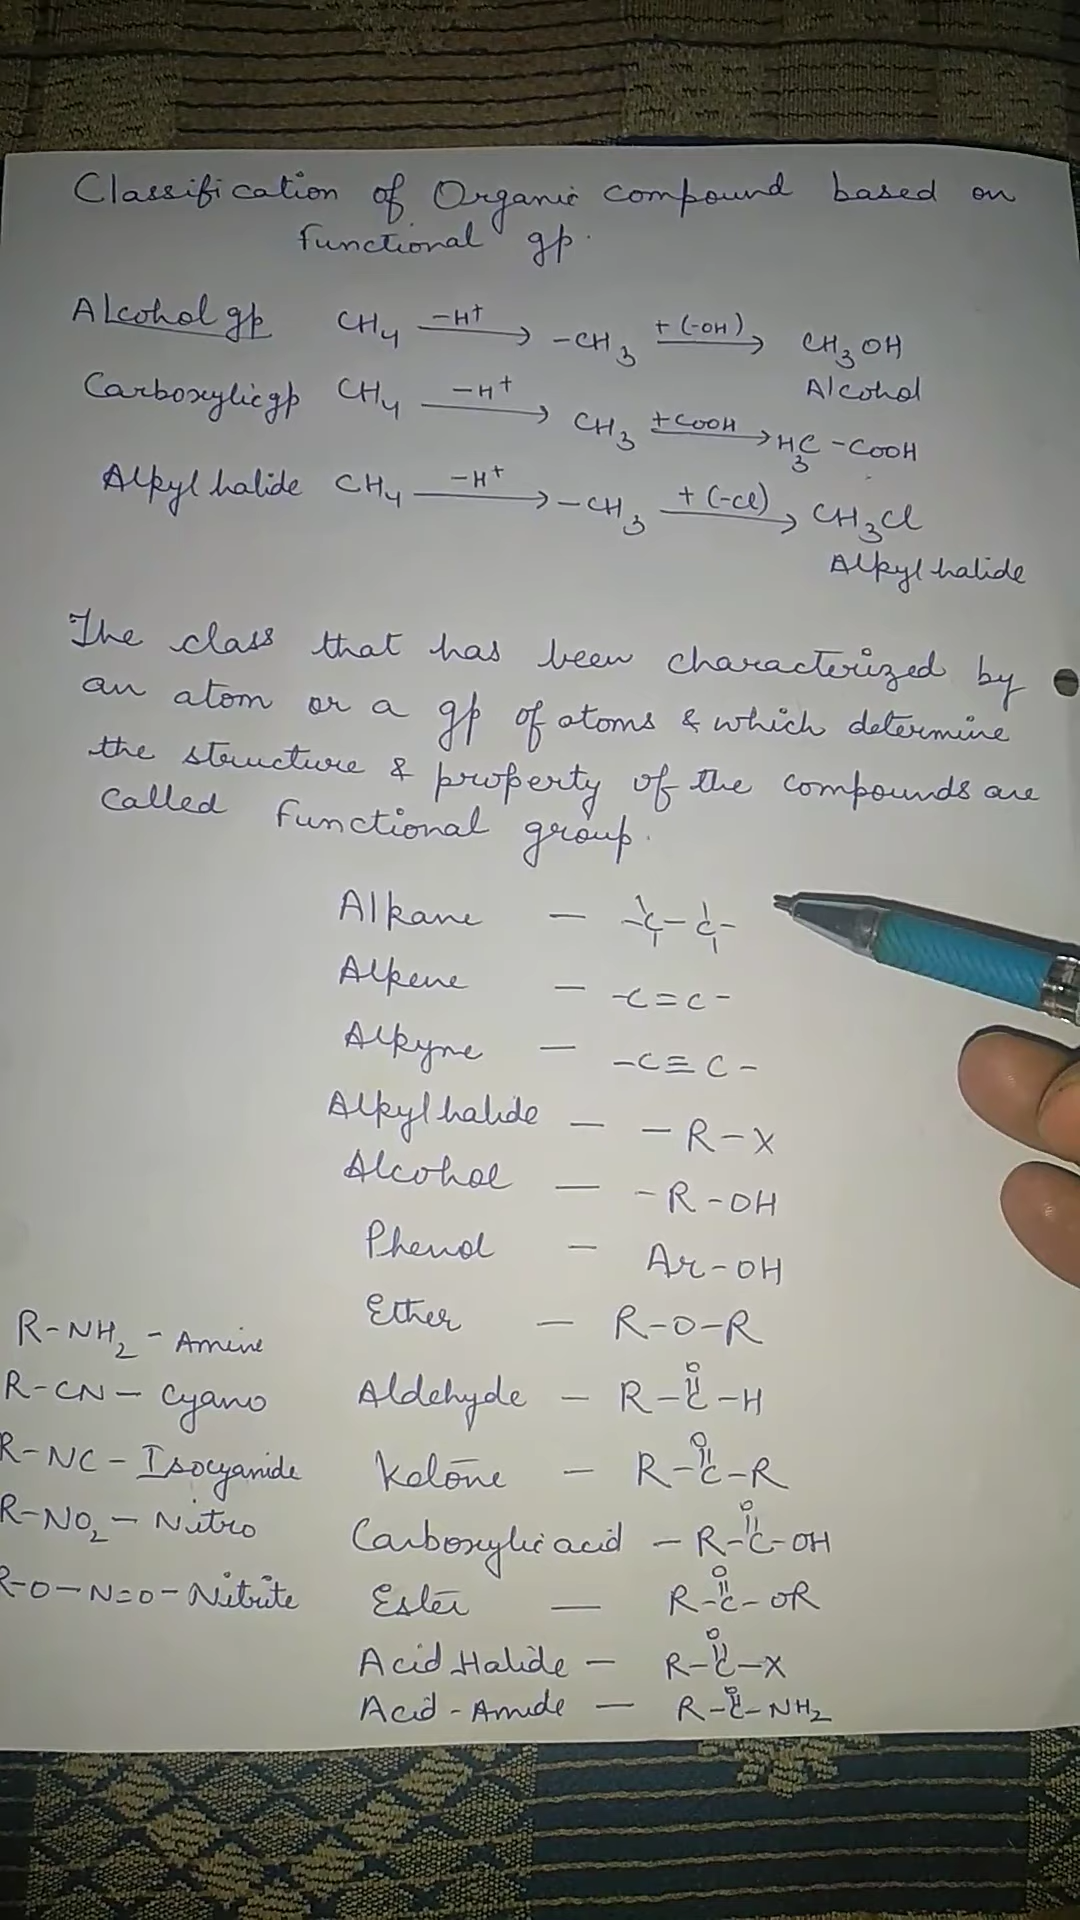 Classification of Organic compound based on
functional gp.
Alcohol gp CH4 -H+ → -CH3 + (-OH) → CH3OH
Alcohol
Carboxylic gp CH4 -H+ → CH3 +COOH → H3C-COOH
Alkyl halide CH4 -H+ → -CH3 + (-Cl) → CH3Cl
Alkyl halide
The class that has been characterized by
an atom or a gp of atoms & which determine
the structure & property of the compounds are
called functional group.
Alkane — -C-C-
Alkene — -C=C-
Alkyne — -C≡C-
Alkyl halide — -R-X
Alcohol — -R-OH
Phenol — Ar-OH
Ether — R-O-R
Aldehyde — R-C(=O)-H
Ketone — R-C(=O)-R
Carboxylic acid — R-C(=O)-OH
Ester — R-C(=O)-OR
Acid Halide — R-C(=O)-X
Acid-Amide — R-C(=O)-NH2
R-NH2 - Amine
R-CN - Cyano
R-NC - Isocyanide
R-NO2 - Nitro
R-O-N=O - Nitrite